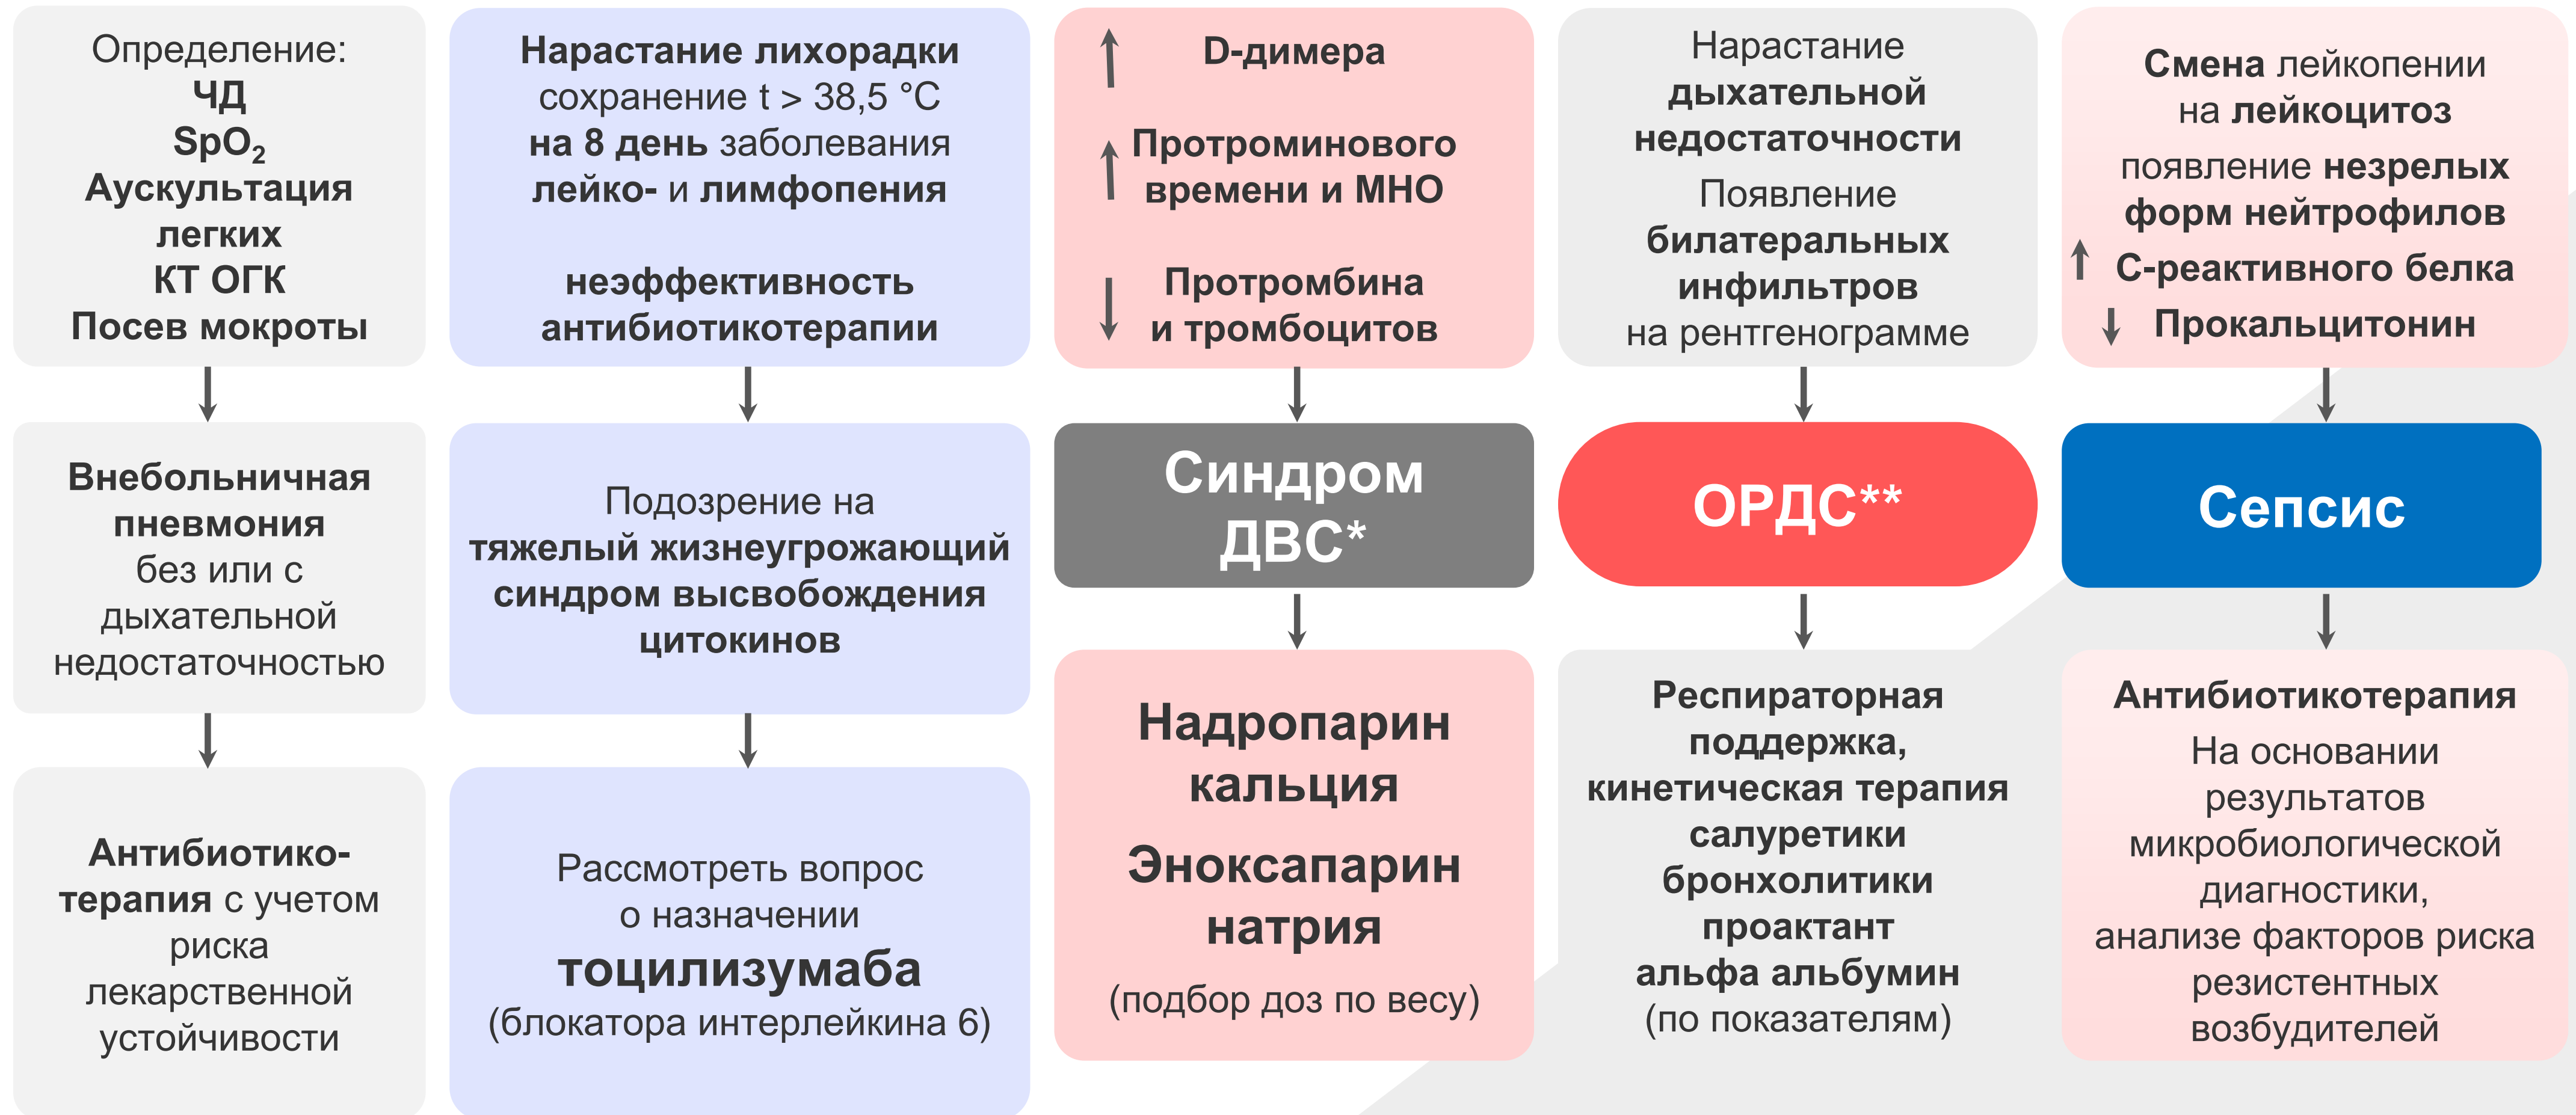 Определение:
ЧД
SpO₂
Аускультация
легких
КТ ОГК
Посев мокроты
Внебольничная
пневмония
без или с
дыхательной
недостаточностью
Антибиотико-
терапия с учетом
риска
лекарственной
устойчивости
Нарастание лихорадки
сохранение t > 38,5 °C
на 8 день заболевания
лейко- и лимфопения
неэффективность
антибиотикотерапии
Подозрение на
тяжелый жизнеугрожающий
синдром высвобождения
цитокинов
Рассмотреть вопрос
о назначении
тоцилизумаба
(блокатора интерлейкина 6)
↑ D-димера
↑ Протроминового
времени и МНО
↓ Протромбина
и тромбоцитов
Синдром
ДВС*
Надропарин
кальция
Эноксапарин
натрия
(подбор доз по весу)
Нарастание
дыхательной
недостаточности
Появление
билатеральных
инфильтров
на рентгенограмме
ОРДС**
Респираторная
поддержка,
кинетическая терапия
салуретики
бронхолитики
проактант
альфа альбумин
(по показателям)
Смена лейкопении
на лейкоцитоз
появление незрелых
форм нейтрофилов
↑ С-реактивного белка
↓ Прокальцитонин
Сепсис
Антибиотикотерапия
На основании
результатов
микробиологической
диагностики,
анализе факторов риска
резистентных
возбудителей